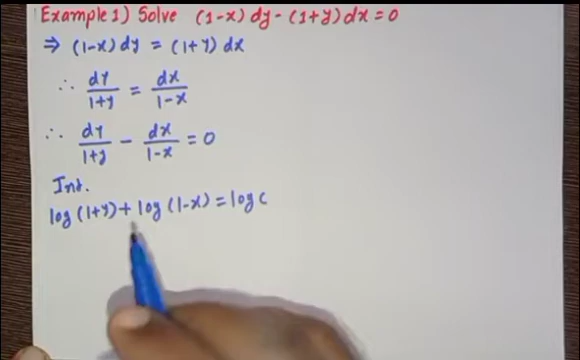 Example 1) Solve (1-x) dy - (1+y) dx = 0
⇒ (1-x) dy = (1+y) dx
∴ dy/1+y = dx/1-x
∴ dy/1+y - dx/1-x = 0
Int.
log (1+y) + log (1-x) = log c